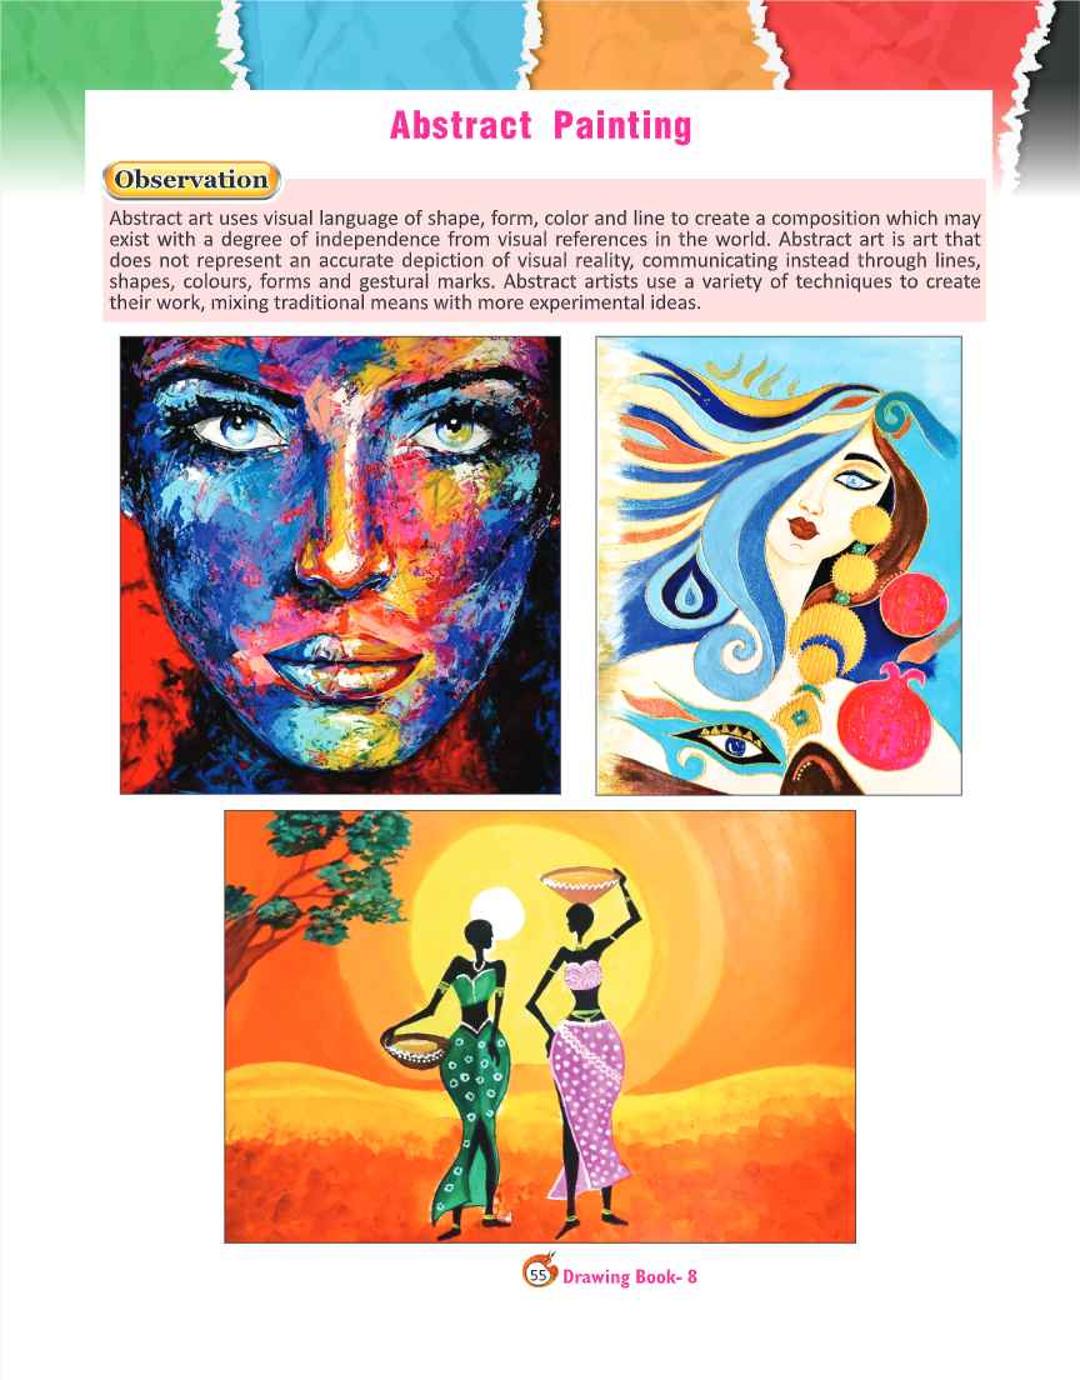 Abstract Painting
Observation
Abstract art uses visual language of shape, form, color and line to create a composition which may
exist with a degree of independence from visual references in the world. Abstract art is art that
does not represent an accurate depiction of visual reality, communicating instead through lines,
shapes, colours, forms and gestural marks. Abstract artists use a variety of techniques to create
their work, mixing traditional means with more experimental ideas.
55 Drawing Book- 8